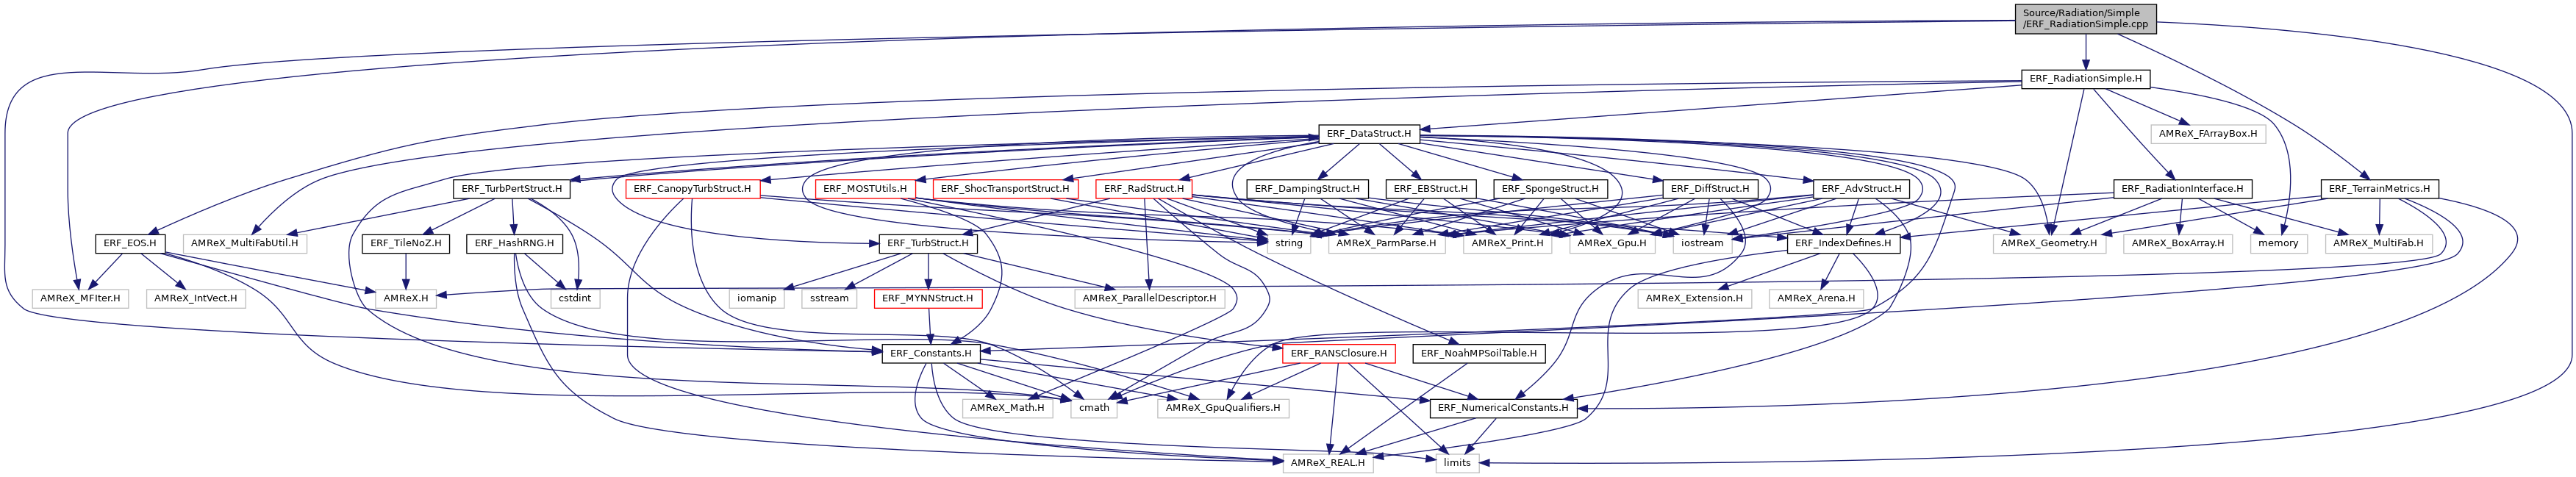 Source/Radiation/Simple
/ERF_RadiationSimple.cpp
ERF_RadiationSimple.H
ERF_DataStruct.H
AMReX_FArrayBox.H
ERF_TurbPertStruct.H
ERF_CanopyTurbStruct.H
ERF_MOSTUtils.H
ERF_ShocTransportStruct.H
ERF_RadStruct.H
ERF_DampingStruct.H
ERF_EBStruct.H
ERF_SpongeStruct.H
ERF_DiffStruct.H
ERF_AdvStruct.H
ERF_RadiationInterface.H
ERF_TerrainMetrics.H
ERF_EOS.H
AMReX_MultiFabUtil.H
ERF_TileNoZ.H
ERF_HashRNG.H
ERF_TurbStruct.H
string
AMReX_ParmParse.H
AMReX_Print.H
AMReX_Gpu.H
iostream
ERF_IndexDefines.H
AMReX_Geometry.H
AMReX_BoxArray.H
memory
AMReX_MultiFab.H
AMReX_MFIter.H
AMReX_IntVect.H
AMReX.H
cstdint
iomanip
sstream
ERF_MYNNStruct.H
AMReX_ParallelDescriptor.H
AMReX_Extension.H
AMReX_Arena.H
ERF_Constants.H
ERF_RANSClosure.H
ERF_NoahMPSoilTable.H
AMReX_Math.H
cmath
AMReX_GpuQualifiers.H
ERF_NumericalConstants.H
AMReX_REAL.H
limits